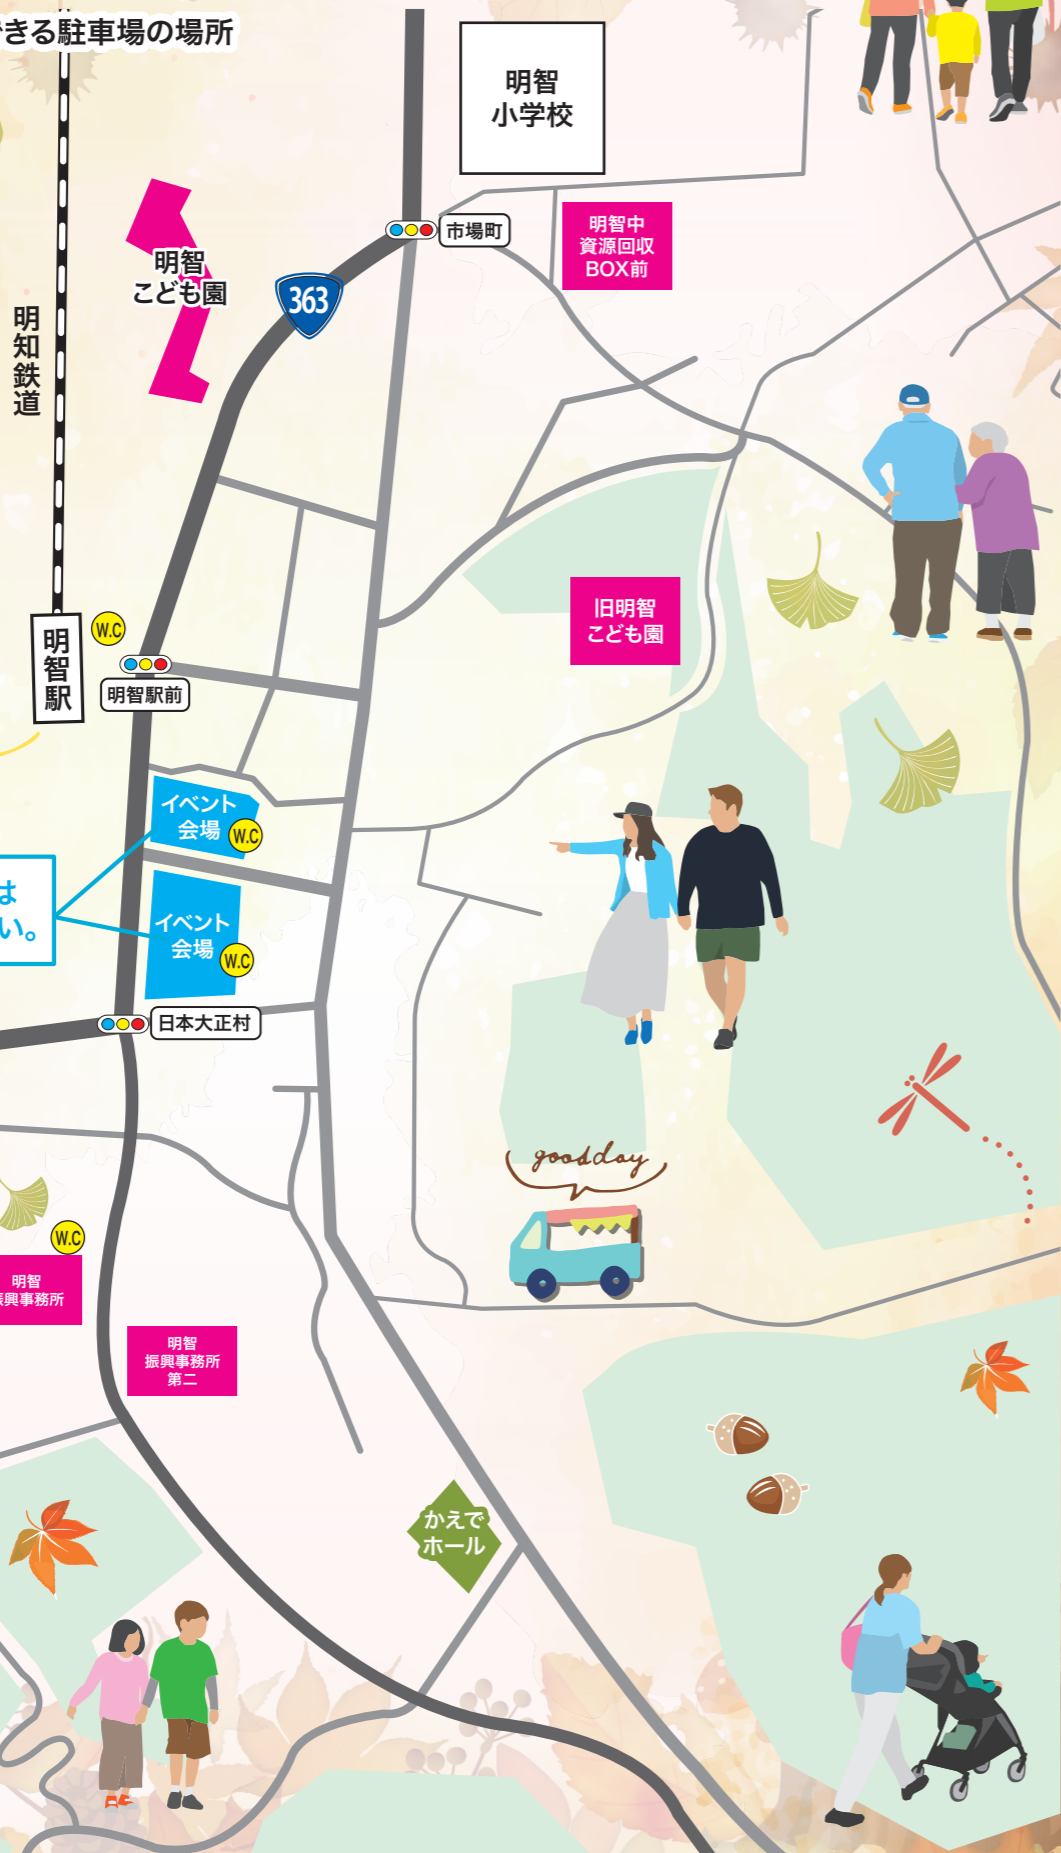 できる駐車場の場所
明智
小学校
市場町
明智中
資源回収
BOX前
明智
こども園
363
明知鉄道
旧明智
こども園
W.C
明智駅
明智駅前
イベント
会場
W.C
は
い。
イベント
会場
W.C
日本大正村
goodday
W.C
明智
振興事務所
明智
振興事務所
第二
かえで
ホール